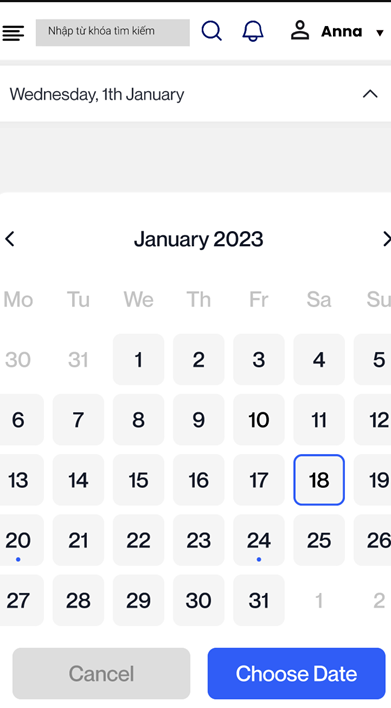 Nhập từ khóa tìm kiếm Anna
Wednesday, 1th January
January 2023
Mo Tu We Th Fr Sa Su
30 31 1 2 3 4 5
6 7 8 9 10 11 12
13 14 15 16 17 18 19
20 21 22 23 24 25 26
27 28 29 30 31 1 2
Cancel Choose Date